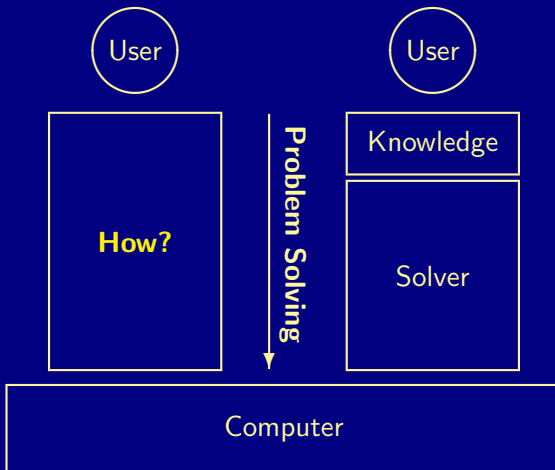 User
User
Knowledge
Problem Solving
How?
Solver
Computer